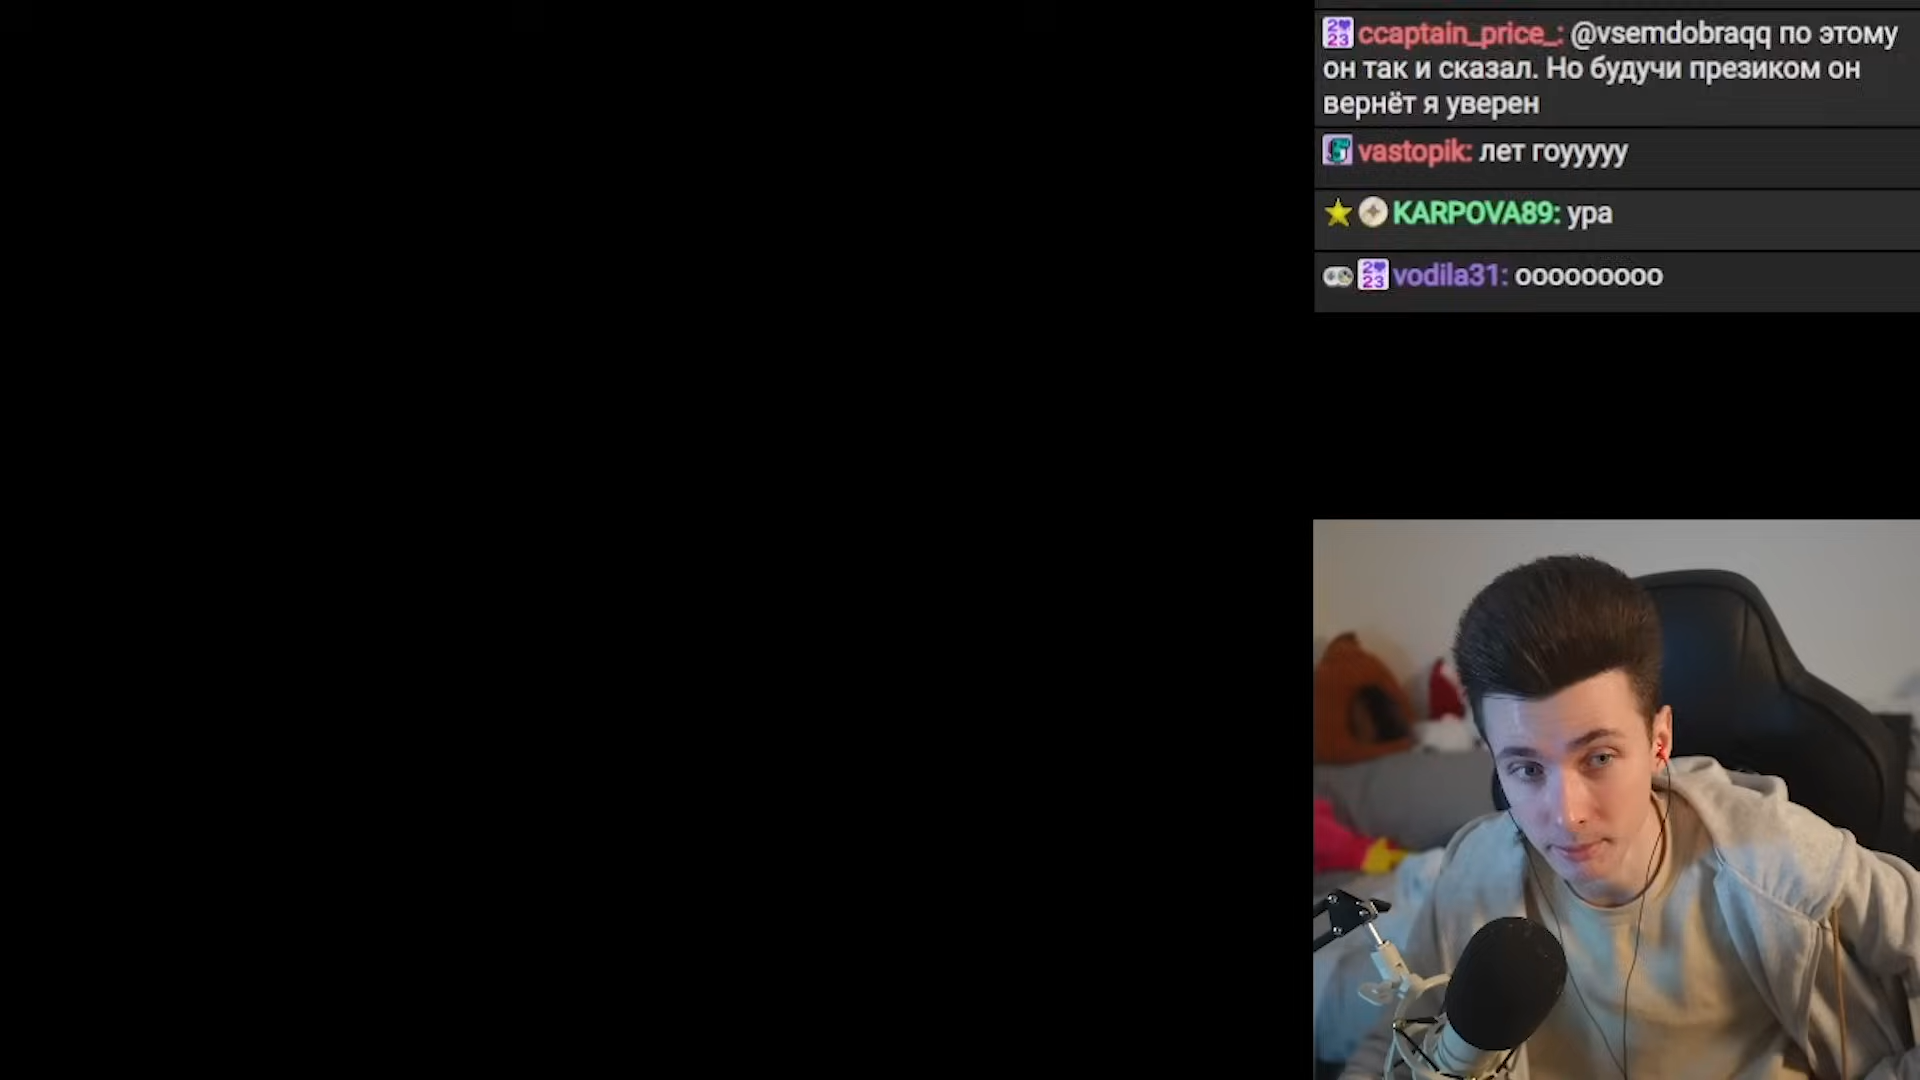 ccaptain_price_: @vsemdobraqq по этому
он так и сказал. Но будучи презиком он
вернёт я уверен
vastopik: лет гоууууу
KARPOVA89: ура
vodila31: ооооооооо